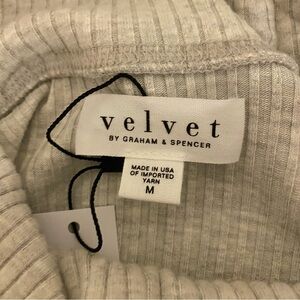 velvet
BY GRAHAM & SPENCER
MADE IN USA
OF IMPORTED
YARN
M